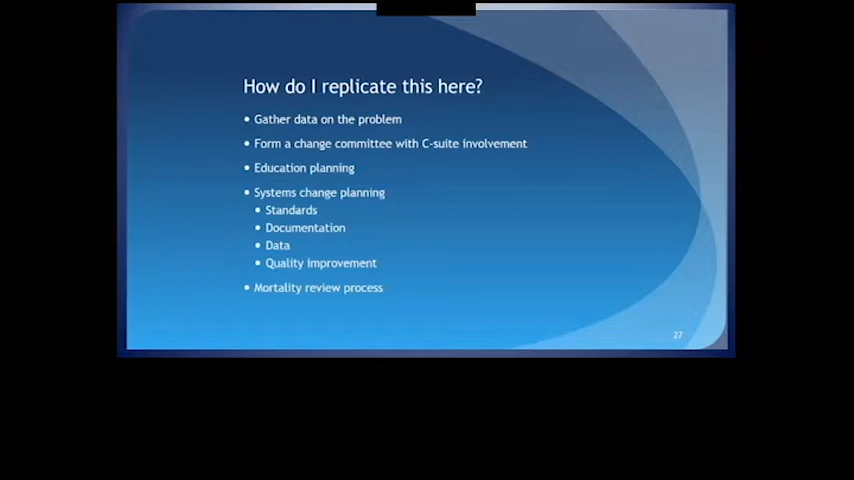 How do I replicate this here?
• Gather data on the problem
• Form a change committee with C-suite involvement
• Education planning
• Systems change planning
• Standards
• Documentation
• Data
• Quality improvement
• Mortality review process
27